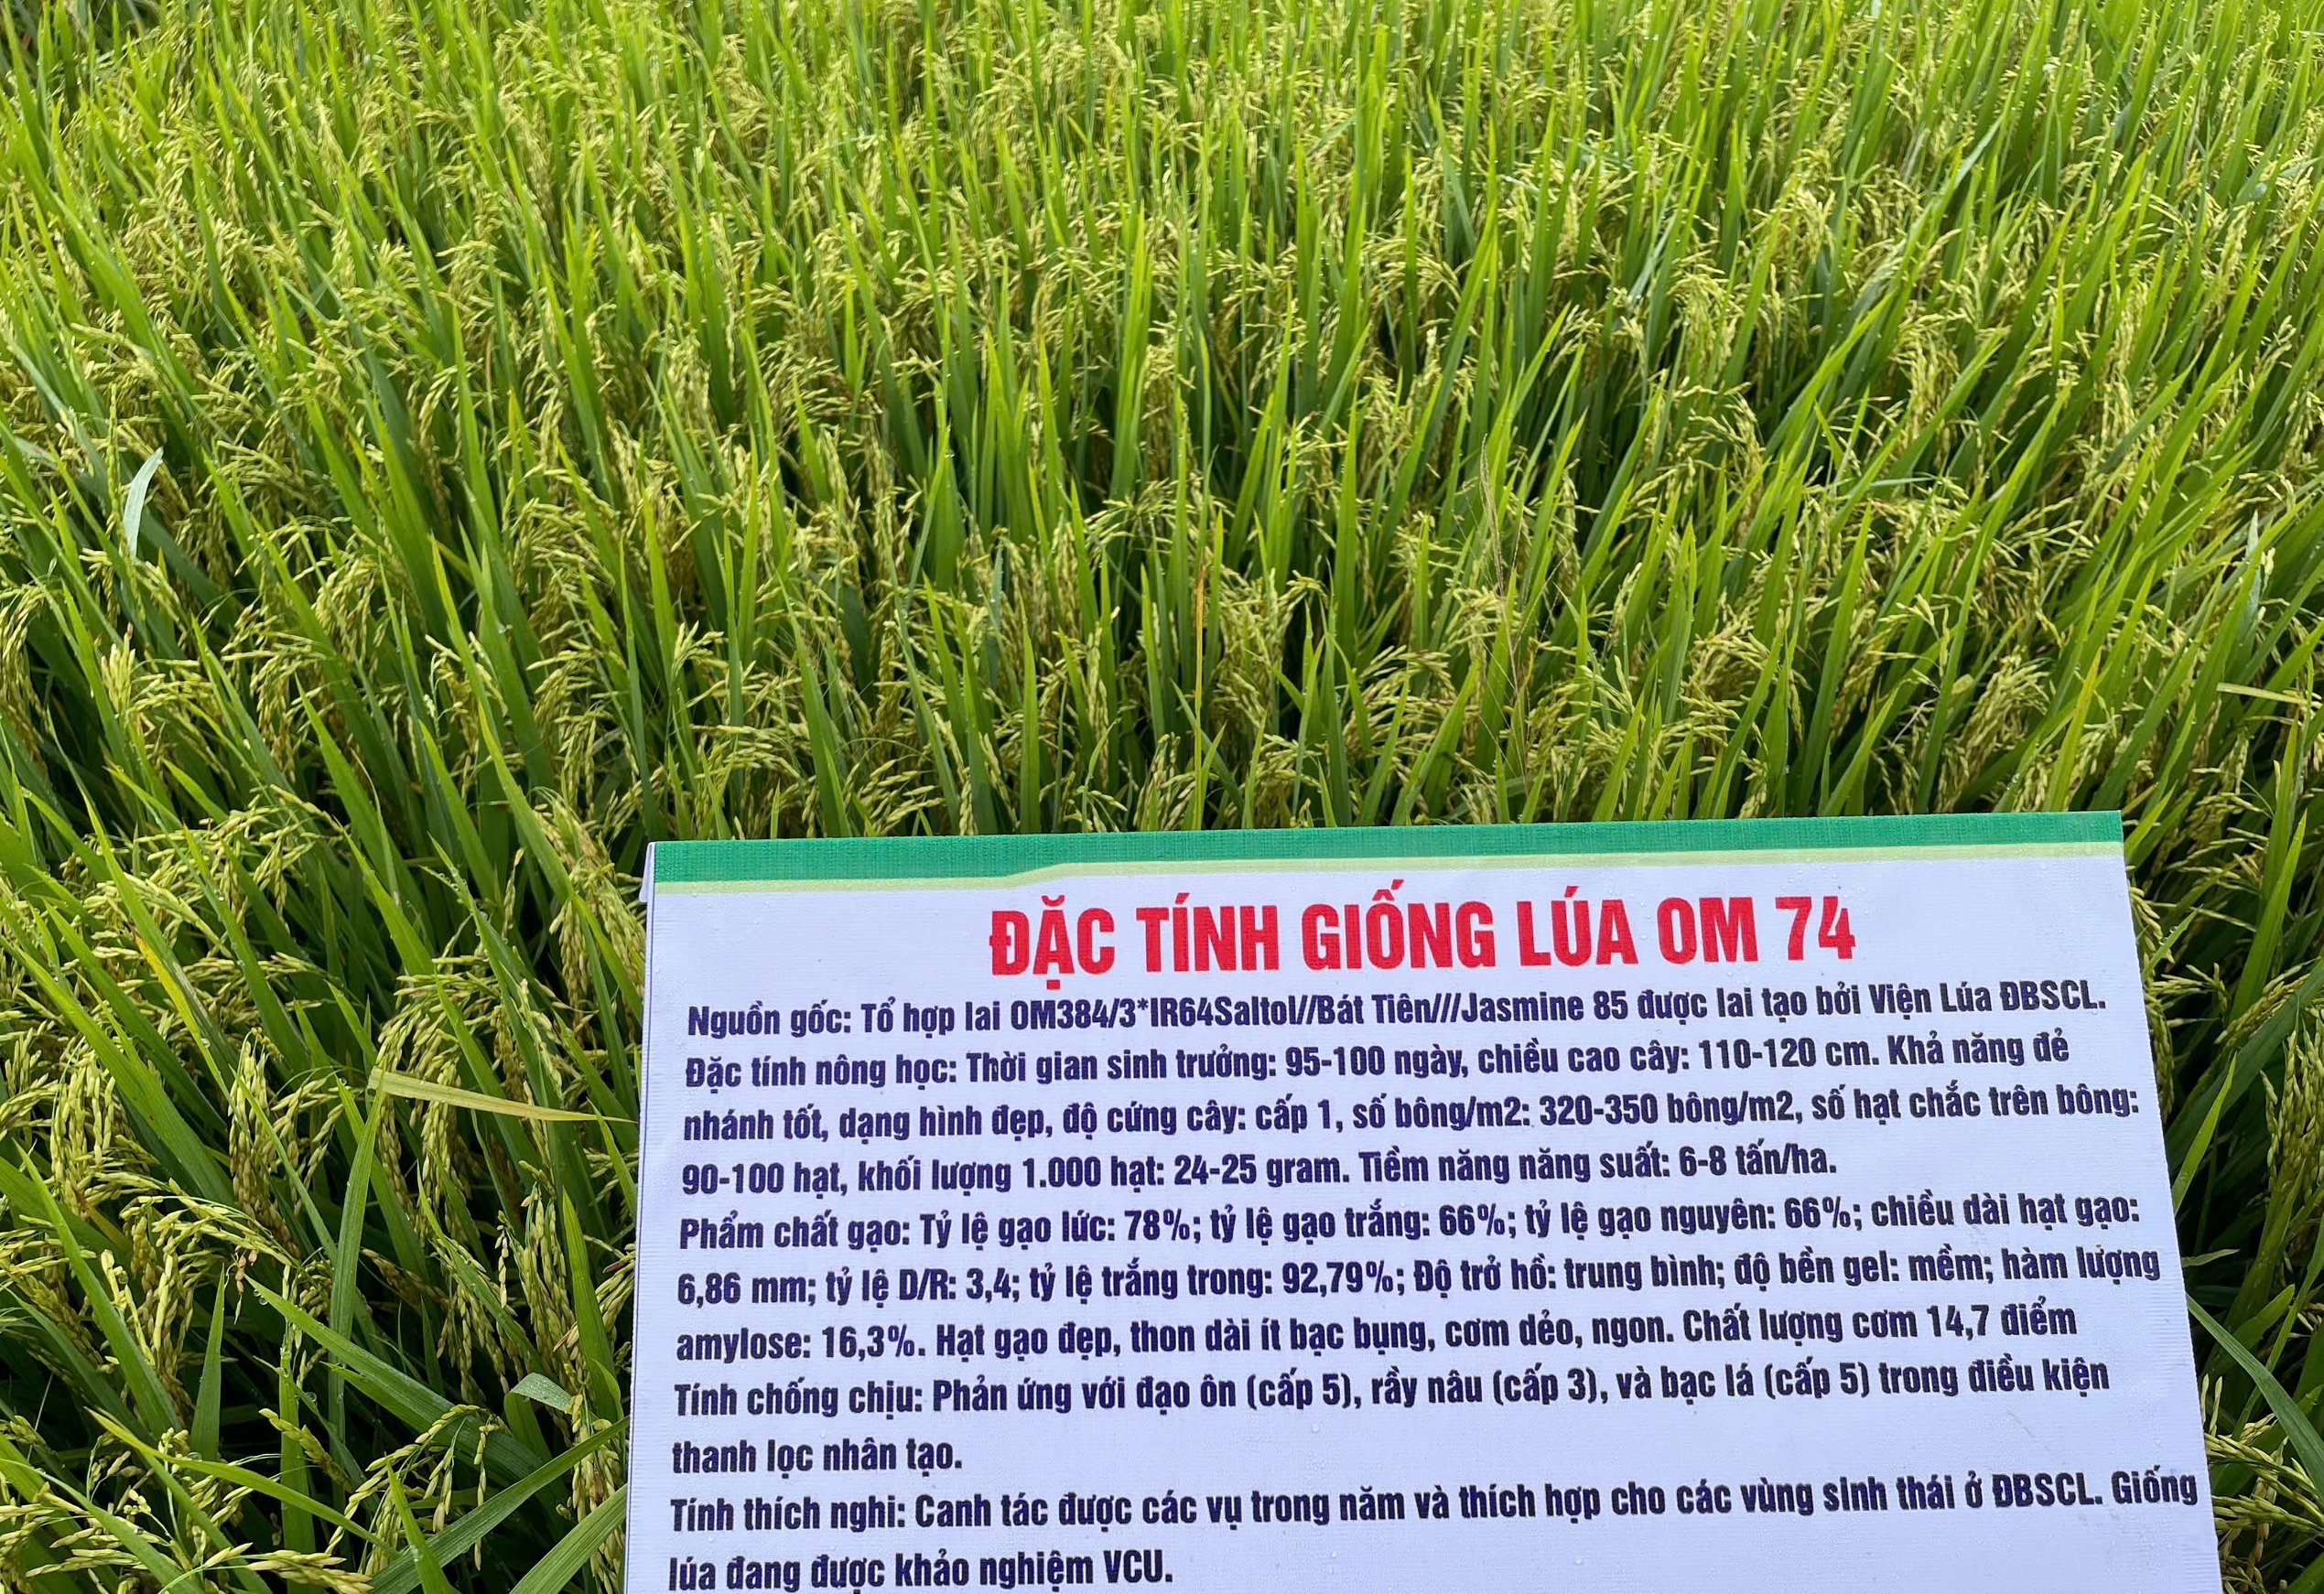 ĐẶC TÍNH GIỐNG LÚA OM 74
Nguồn gốc: Tổ hợp lai OM384/3*IR64Saltol//Bát Tiên///Jasmine 85 được lai tạo bởi Viện Lúa ĐBSCL.
Đặc tính nông học: Thời gian sinh trưởng: 95-100 ngày, chiều cao cây: 110-120 cm. Khả năng đẻ
nhánh tốt, dạng hình đẹp, độ cứng cây: cấp 1, số bông/m2: 320-350 bông/m2, số hạt chắc trên bông:
90-100 hạt, khối lượng 1.000 hạt: 24-25 gram. Tiềm năng năng suất: 6-8 tấn/ha.
Phẩm chất gạo: Tỷ lệ gạo lức: 78%; tỷ lệ gạo trắng: 66%; tỷ lệ gạo nguyên: 66%; chiều dài hạt gạo:
6,86 mm; tỷ lệ D/R: 3,4; tỷ lệ trắng trong: 92,79%; Độ trở hồ: trung bình; độ bền gel: mềm; hàm lượng
amylose: 16,3%. Hạt gạo đẹp, thon dài ít bạc bụng, cơm dẻo, ngon. Chất lượng cơm 14,7 điểm
Tính chống chịu: Phản ứng với đạo ôn (cấp 5), rầy nâu (cấp 3), và bạc lá (cấp 5) trong điều kiện
thanh lọc nhân tạo.
Tính thích nghi: Canh tác được các vụ trong năm và thích hợp cho các vùng sinh thái ở ĐBSCL. Giống
lúa đang được khảo nghiệm VCU.